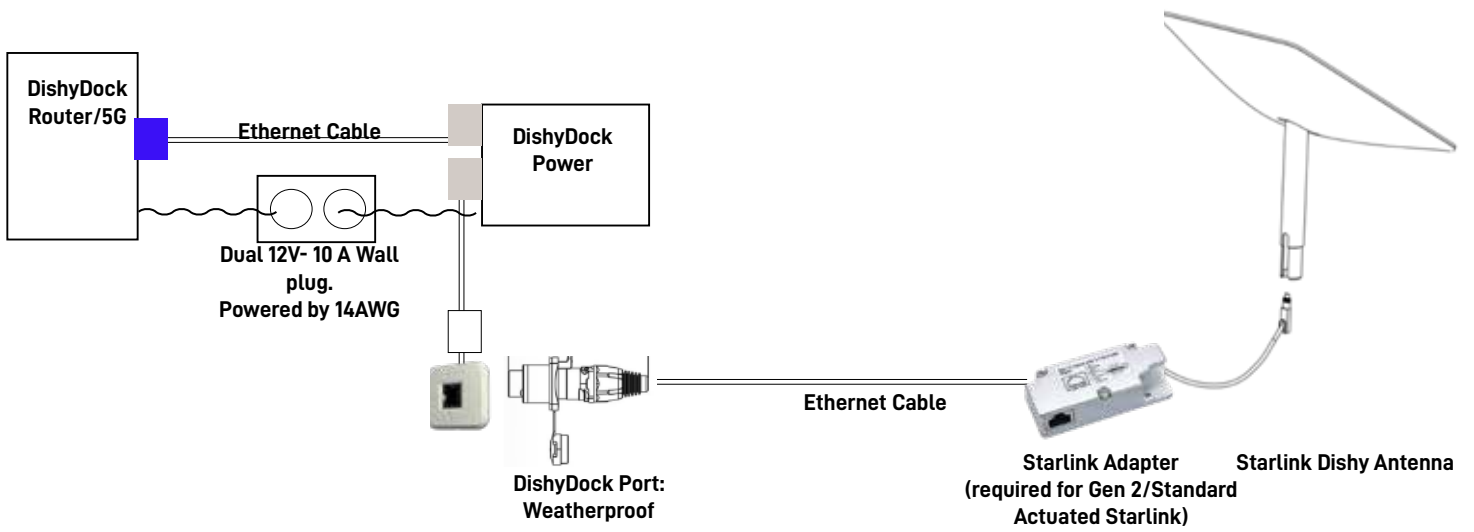 DishyDock
Router/5G
Ethernet Cable
DishyDock
Power
Dual 12V- 10 A Wall
plug.
Powered by 14AWG
Ethernet Cable
DishyDock Port:
Weatherproof
Starlink Adapter
(required for Gen 2/Standard
Actuated Starlink)
Starlink Dishy Antenna